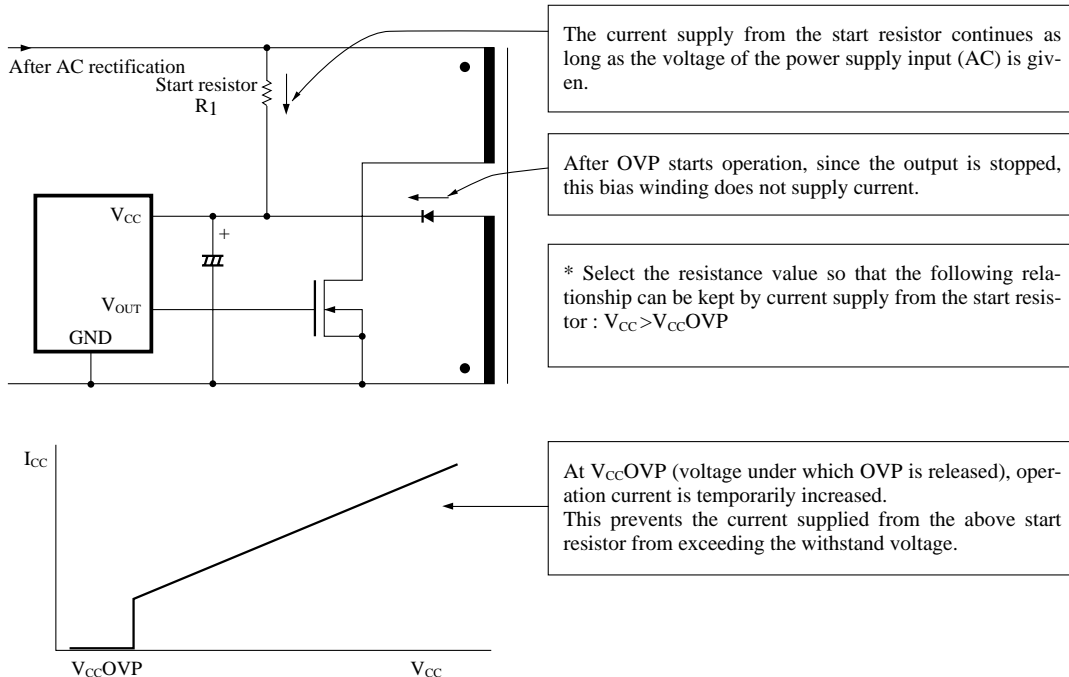 The current supply from the start resistor continues as
long as the voltage of the power supply input (AC) is giv-
en.
After AC rectification
Start resistor
R1
After OVP starts operation, since the output is stopped,
this bias winding does not supply current.
VCC
+
* Select the resistance value so that the following rela-
tionship can be kept by current supply from the start resis-
tor : VCC>VCCOVP
VOUT
GND
ICC
At VCCOVP (voltage under which OVP is released), oper-
ation current is temporarily increased.
This prevents the current supplied from the above start
resistor from exceeding the withstand voltage.
VCCOVP
VCC